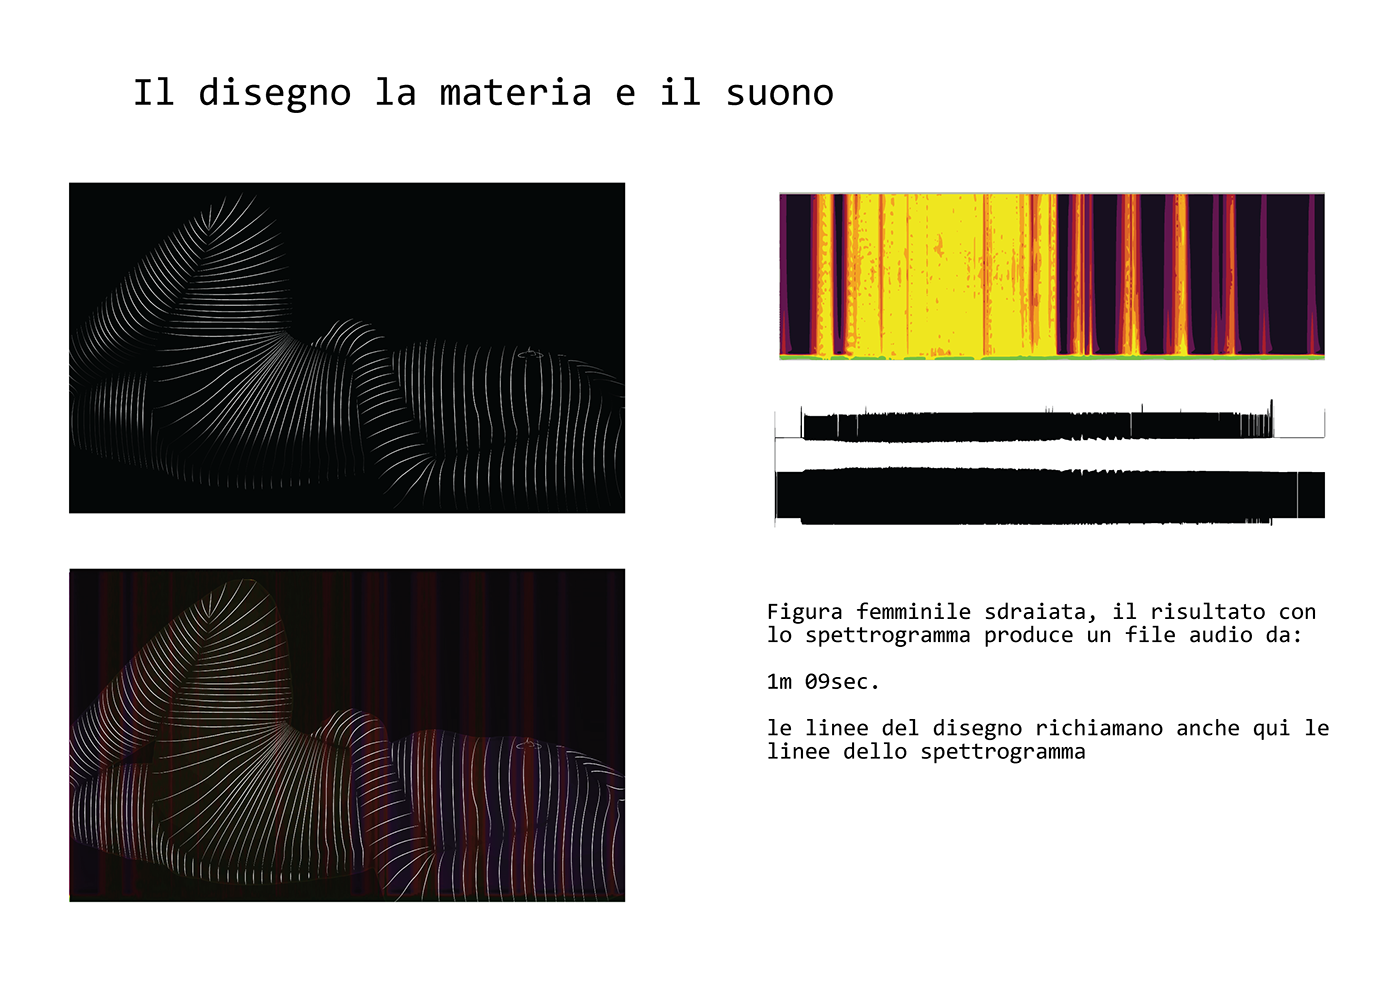 Il disegno la materia e il suono
Figura femminile sdraiata, il risultato con
lo spettrogramma produce un file audio da:
1m 09sec.
le linee del disegno richiamano anche qui le
linee dello spettrogramma